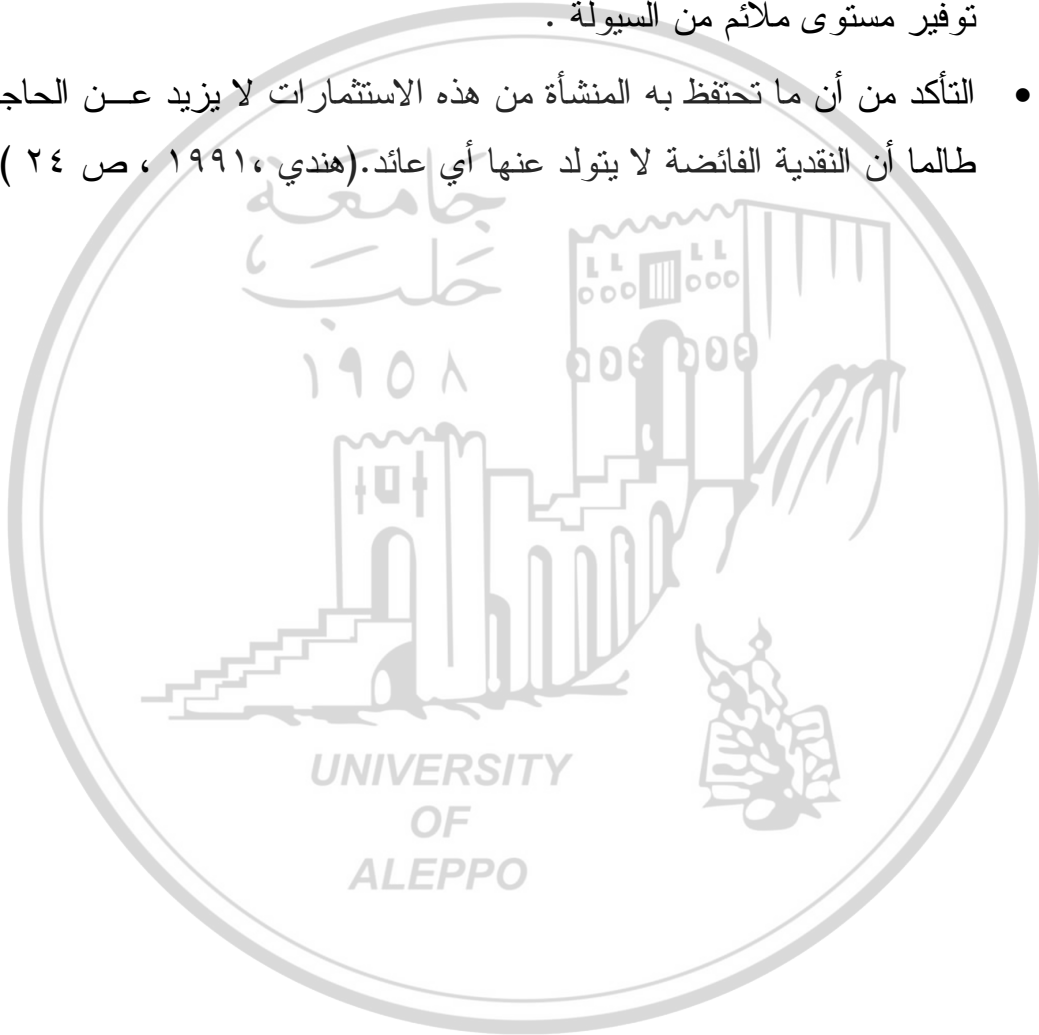 توفير مستوى ملائم من السيولة .
• التأكد من أن ما تحتفظ به المنشأة من هذه الاستثمارات لا يزيد عـــن الحاج
طالما أن النقدية الفائضة لا يتولد عنها أي عائد.(هندي ،١٩٩١ ، ص ٢٤ )
جامعة
حلب
١٩٥٨
UNIVERSITY
OF
ALEPPO